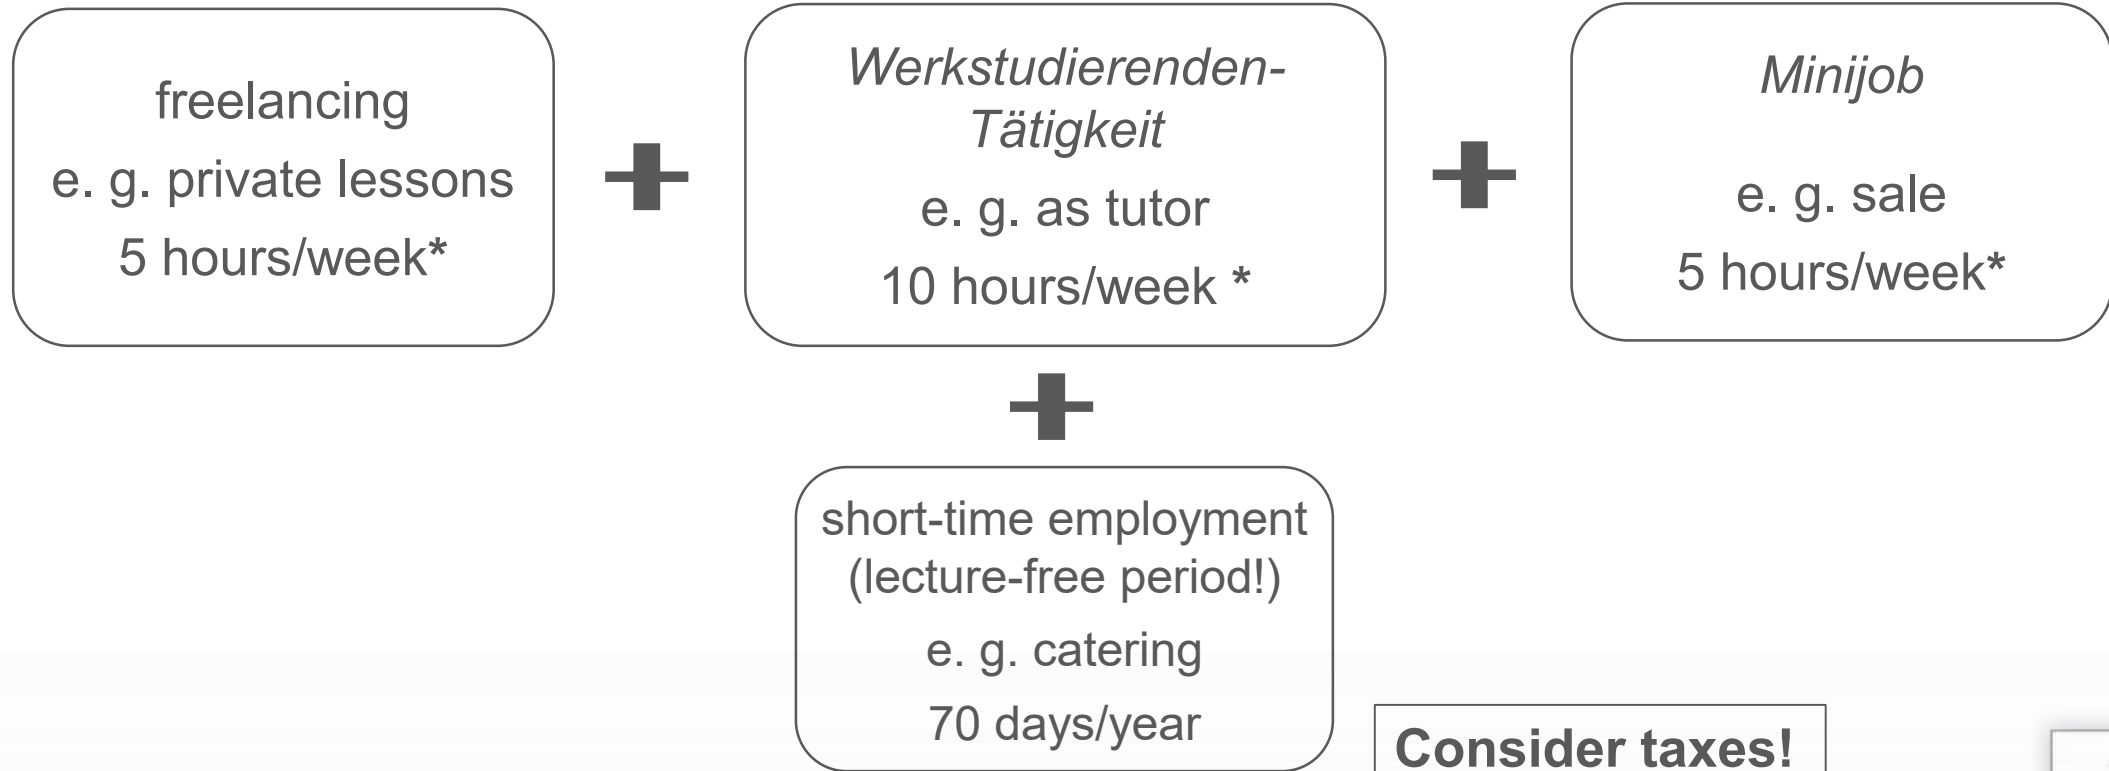 freelancing
e. g. private lessons
5 hours/week*
Werkstudierenden-
Tätigkeit
e. g. as tutor
10 hours/week *
Minijob
e. g. sale
5 hours/week*
short-time employment
(lecture-free period!)
e. g. catering
70 days/year
Consider taxes!